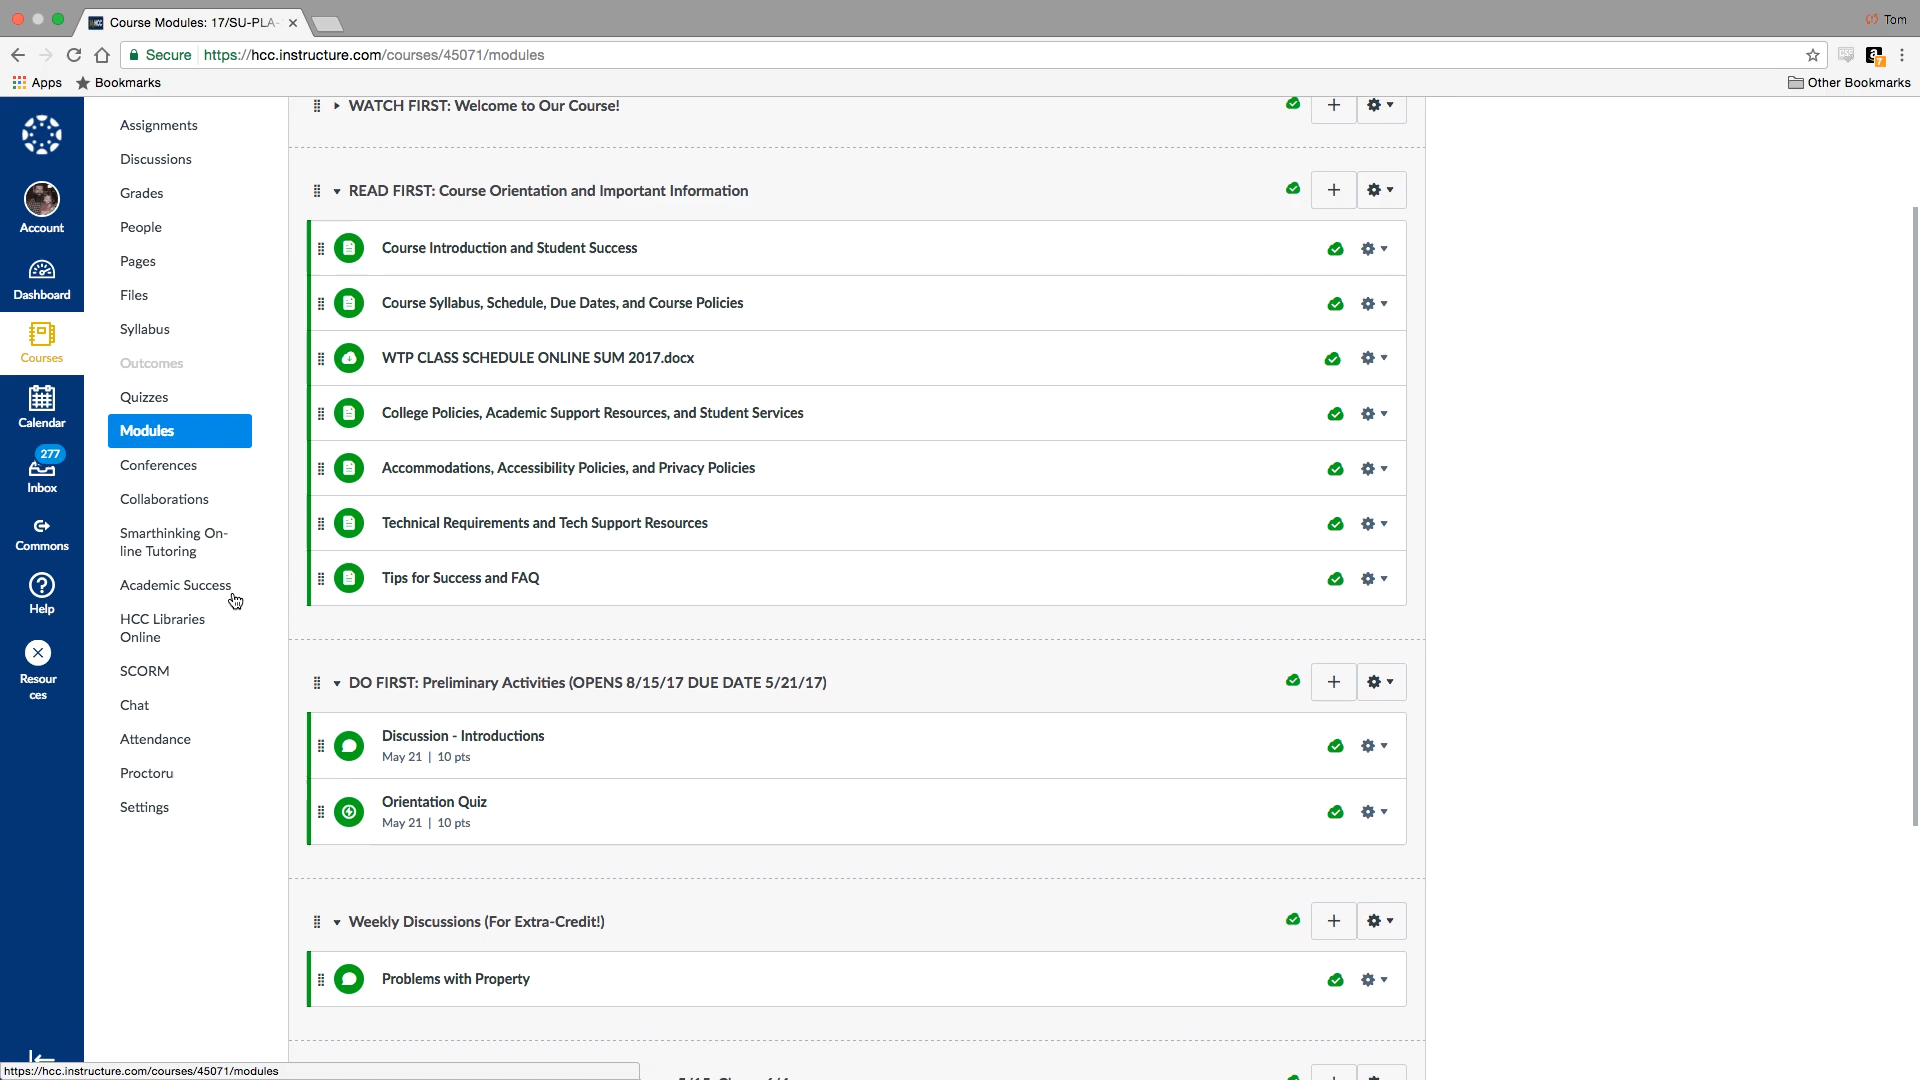 Course Modules: 17/SU-PLA-
Tom
Secure https://hcc.instructure.com/courses/45071/modules
7
Apps Bookmarks
Other Bookmarks
Account
Dashboard
Courses
Calendar
277
Inbox
Commons
Help
Resour
ces
Assignments
Discussions
Grades
People
Pages
Files
Syllabus
Outcomes
Quizzes
Modules
Conferences
Collaborations
Smarthinking On-
line Tutoring
Academic Success
HCC Libraries
Online
SCORM
Chat
Attendance
Proctoru
Settings
WATCH FIRST: Welcome to Our Course!
READ FIRST: Course Orientation and Important Information
Course Introduction and Student Success
Course Syllabus, Schedule, Due Dates, and Course Policies
WTP CLASS SCHEDULE ONLINE SUM 2017.docx
College Policies, Academic Support Resources, and Student Services
Accommodations, Accessibility Policies, and Privacy Policies
Technical Requirements and Tech Support Resources
Tips for Success and FAQ
DO FIRST: Preliminary Activities (OPENS 8/15/17 DUE DATE 5/21/17)
Discussion - Introductions
May 21 | 10 pts
Orientation Quiz
May 21 | 10 pts
Weekly Discussions (For Extra-Credit!)
Problems with Property
https://hcc.instructure.com/courses/45071/modules